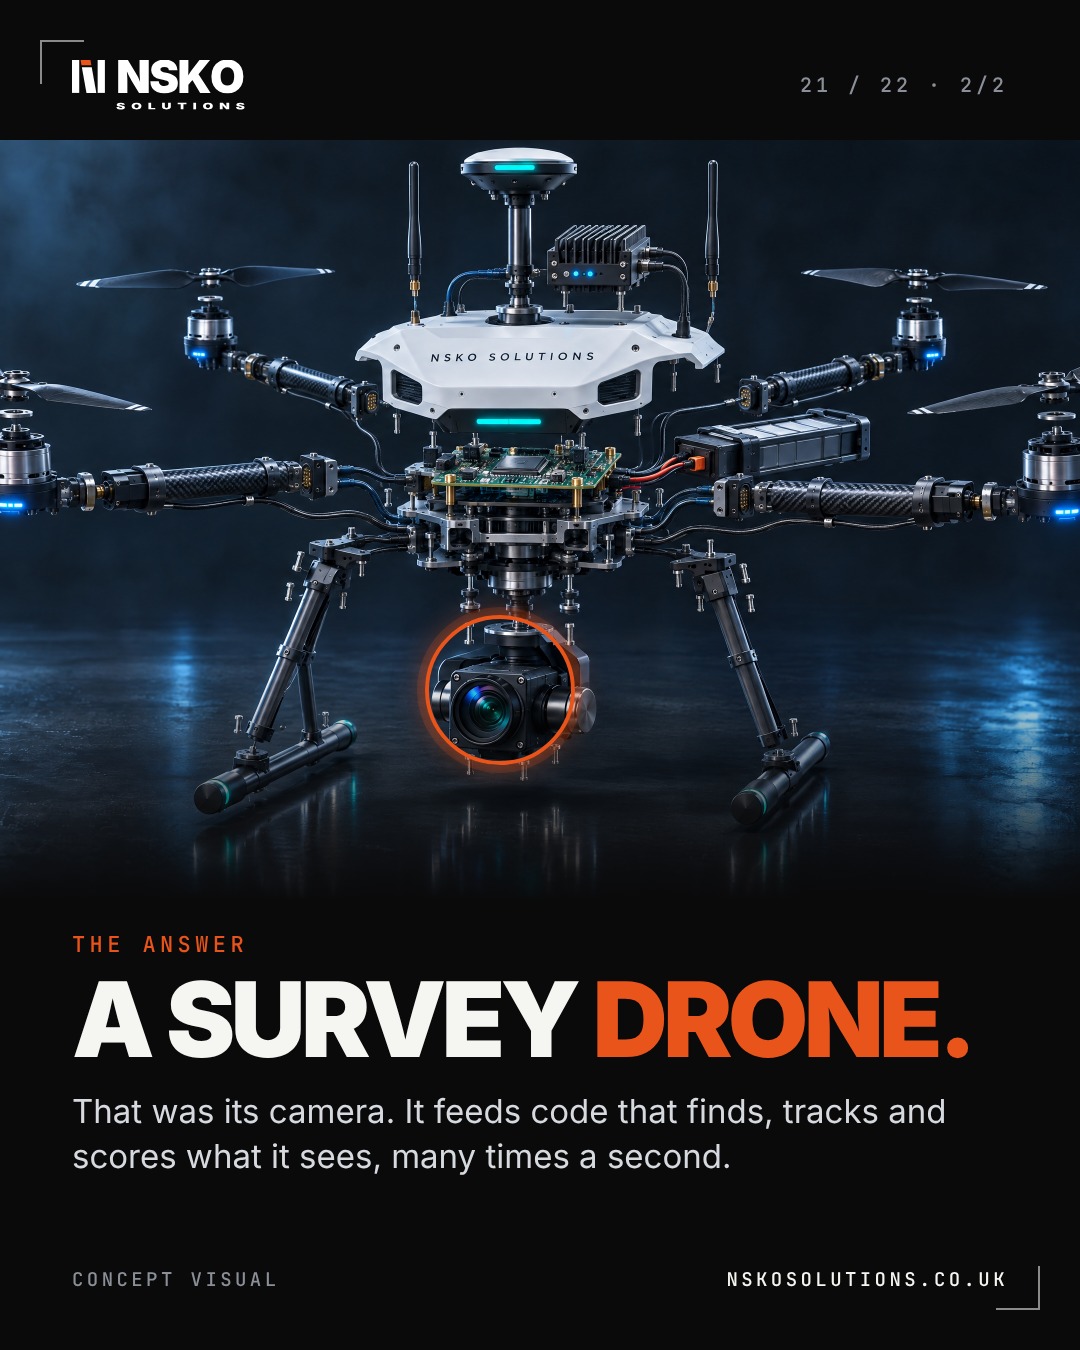 NSKO
SOLUTIONS
21 / 22 · 2/2
NSKO SOLUTIONS
THE ANSWER
A SURVEY DRONE.
That was its camera. It feeds code that finds, tracks and
scores what it sees, many times a second.
CONCEPT VISUAL
NSKOSOLUTIONS.CO.UK